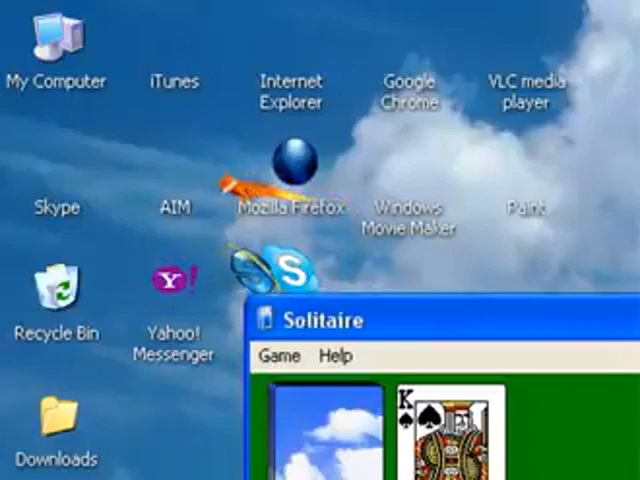 My Computer
iTunes
Internet
Explorer
Google
Chrome
VLC media
player
Skype
AIM
Mozilla Firefox
Windows
Movie Maker
Paint
S
Y!
Recycle Bin
Yahoo!
Messenger
Solitaire
Game Help
K
Downloads